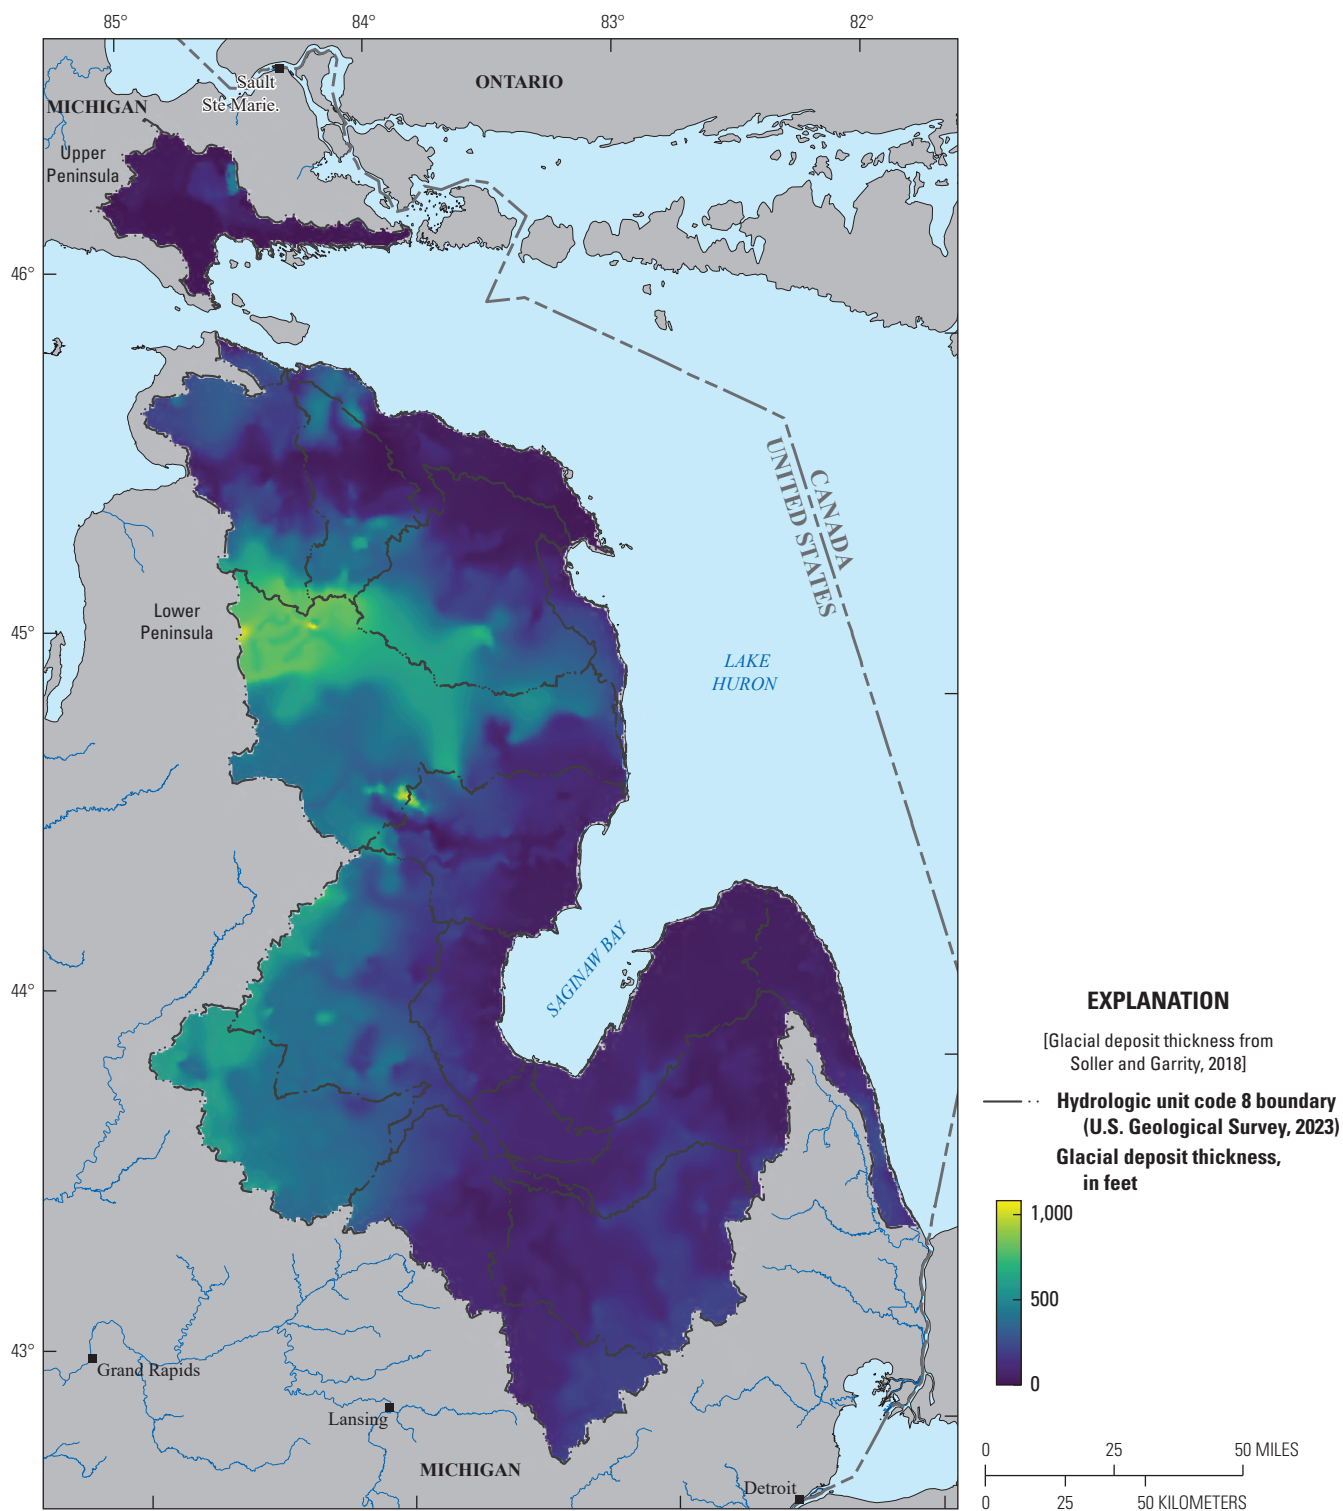 85°
84°
83°
82°
Sault
Ste Marie.
ONTARIO
MICHIGAN
Upper
Peninsula
46°
CANADA
UNITED STATES
Lower
Peninsula
45°
LAKE
HURON
SAGINAW BAY
44°
EXPLANATION
[Glacial deposit thickness from
Soller and Garrity, 2018]
Hydrologic unit code 8 boundary
(U.S. Geological Survey, 2023)
Glacial deposit thickness,
in feet
1,000
500
0
43°
Grand Rapids
Lansing
MICHIGAN
Detroit
0 25 50 MILES
0 25 50 KILOMETERS